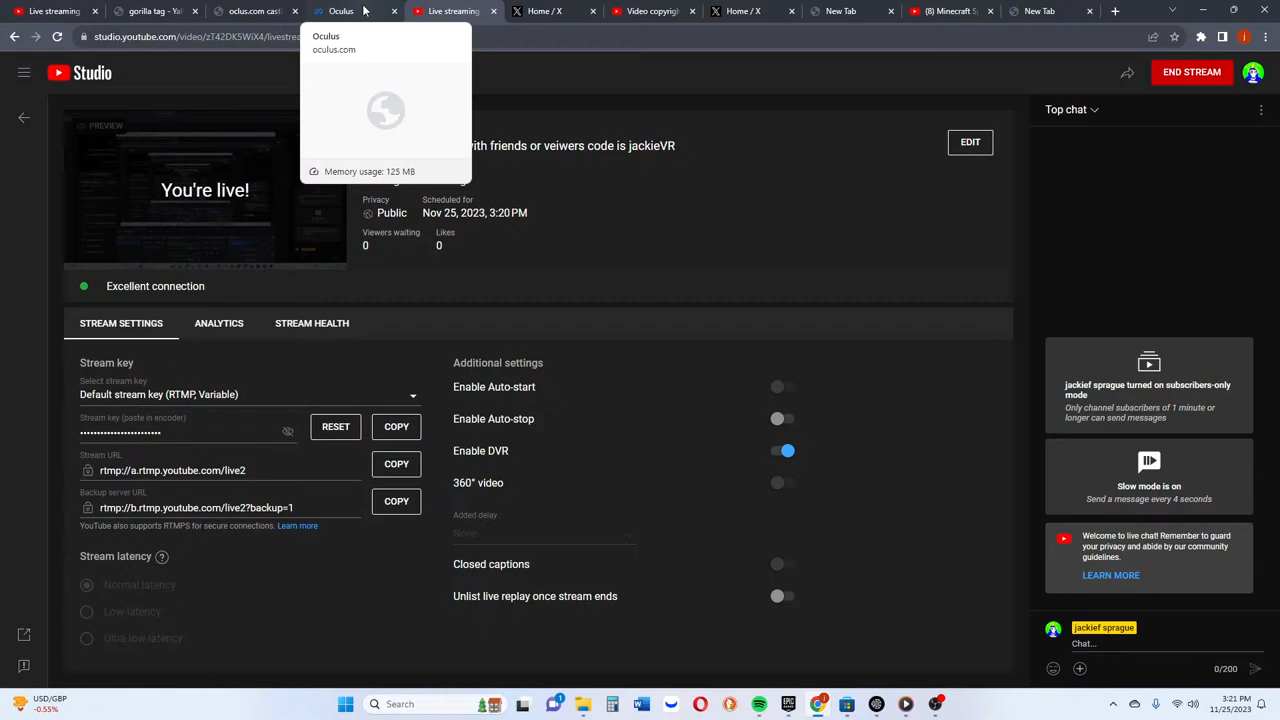 Live streaming
gorilla tag - Yah
oculus.com cast
Oculus
Live streaming
Home / X
Video copyright
Home / X
New Tab
(8) Minecraft S
New Tab
studio.youtube.com/video/zT42DK5WiX4/livestrea
Oculus
oculus.com
Memory usage: 125 MB
Studio
END STREAM
PREVIEW
You're live!
with friends or veiwers code is jackieVR
EDIT
Privacy
Scheduled for
Public
Nov 25, 2023, 3:20 PM
Viewers waiting
Likes
0
0
Excellent connection
STREAM SETTINGS
ANALYTICS
STREAM HEALTH
Stream key
Select stream key
Default stream key (RTMP, Variable)
Stream key (paste in encoder)
RESET
COPY
Stream URL
rtmp://a.rtmp.youtube.com/live2
COPY
Backup server URL
rtmp://b.rtmp.youtube.com/live2?backup=1
COPY
YouTube also supports RTMPS for secure connections. Learn more
Stream latency
Normal latency
Low-latency
Ultra low-latency
Additional settings
Enable Auto-start
Enable Auto-stop
Enable DVR
360° video
Added delay
None
Closed captions
Unlist live replay once stream ends
Top chat
jackief sprague turned on subscribers-only
mode
Only channel subscribers of 1 minute or
longer can send messages
Slow mode is on
Send a message every 4 seconds
Welcome to live chat! Remember to guard
your privacy and abide by our community
guidelines.
LEARN MORE
jackief sprague
Chat...
0/200
USD/GBP
-0.55%
Search
3:21 PM
11/25/2023